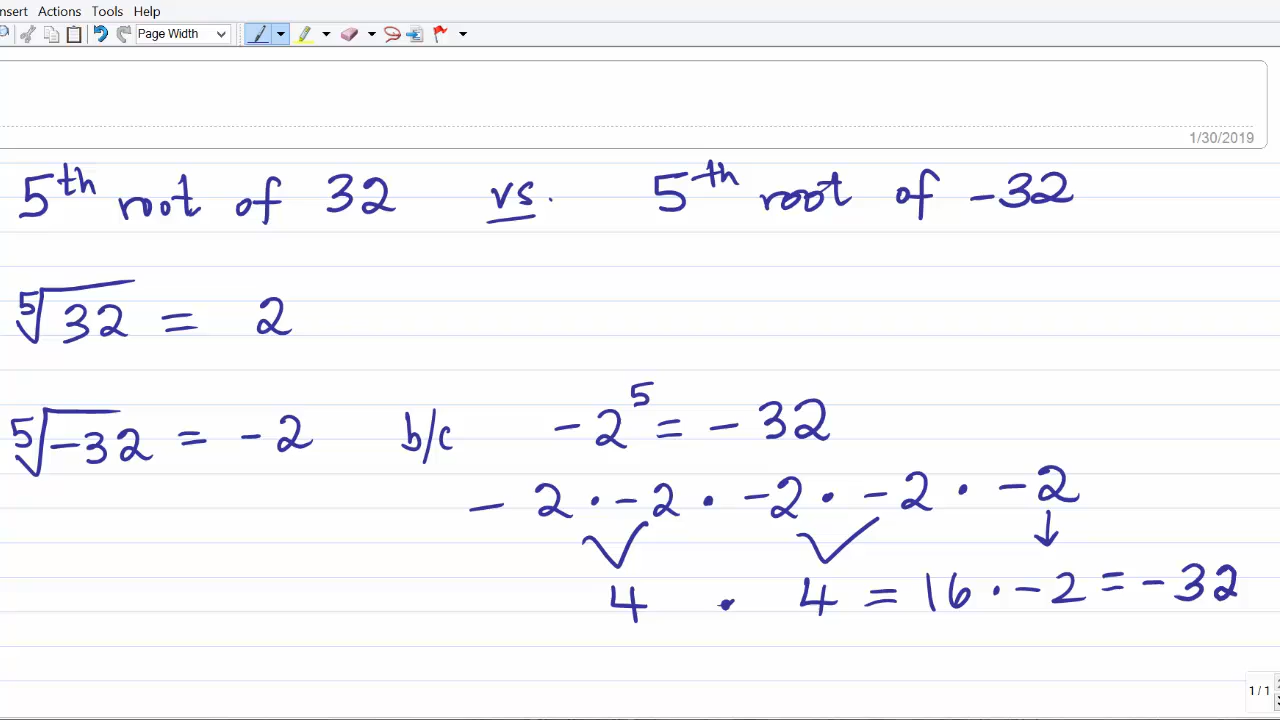 nsert Actions Tools Help
Page Width
1/30/2019
5th root of 32 vs. 5th root of -32
⁵√32 = 2
⁵√-32 = -2 b/c -2⁵ = -32
- 2 · -2 · -2 · -2 · -2
4 · 4 = 16 · -2 = -32
1/1